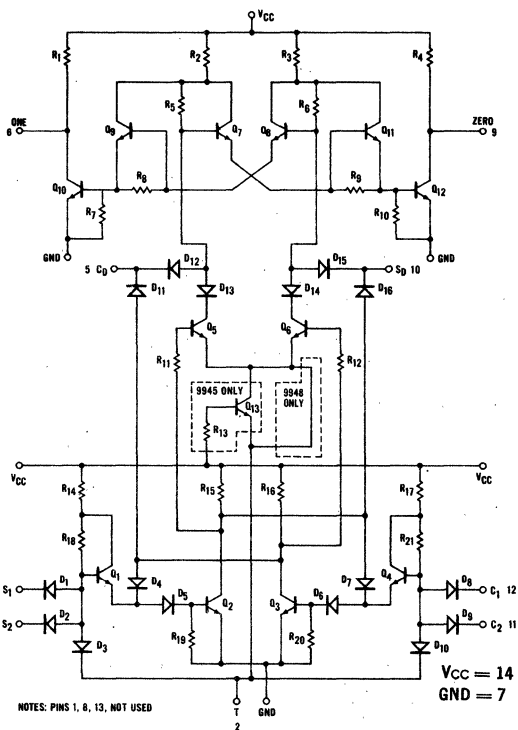 VCC
R1
R2
R3
R4
R5
R6
ONE
6
Q9
Q7
Q8
Q11
ZERO
9
R8
R9
Q10
Q12
R7
R10
GND
GND
5 CD
D12
D15
SD 10
D11
D13
D14
D16
Q5
Q6
R11
R12
9945 ONLY
Q13
R13
9948
ONLY
VCC
VCC
R14
R15
R16
R17
R18
R21
Q1
Q4
S1
D1
D4
D5
D6
D7
D8
C1 12
Q2
Q3
S2
D2
D9
C2 11
D3
R19
R20
D10
VCC = 14
GND = 7
NOTES: PINS 1, 8, 13, NOT USED
T
2
GND